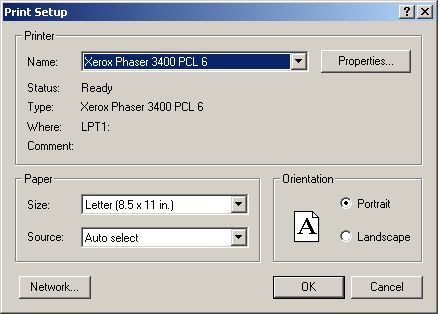 Print Setup
Printer
Name: Xerox Phaser 3400 PCL 6 Properties...
Status: Ready
Type: Xerox Phaser 3400 PCL 6
Where: LPT1:
Comment:
Paper
Size: Letter (8.5 x 11 in.)
Source: Auto select
Orientation
A
Portrait
Landscape
Network... OK Cancel